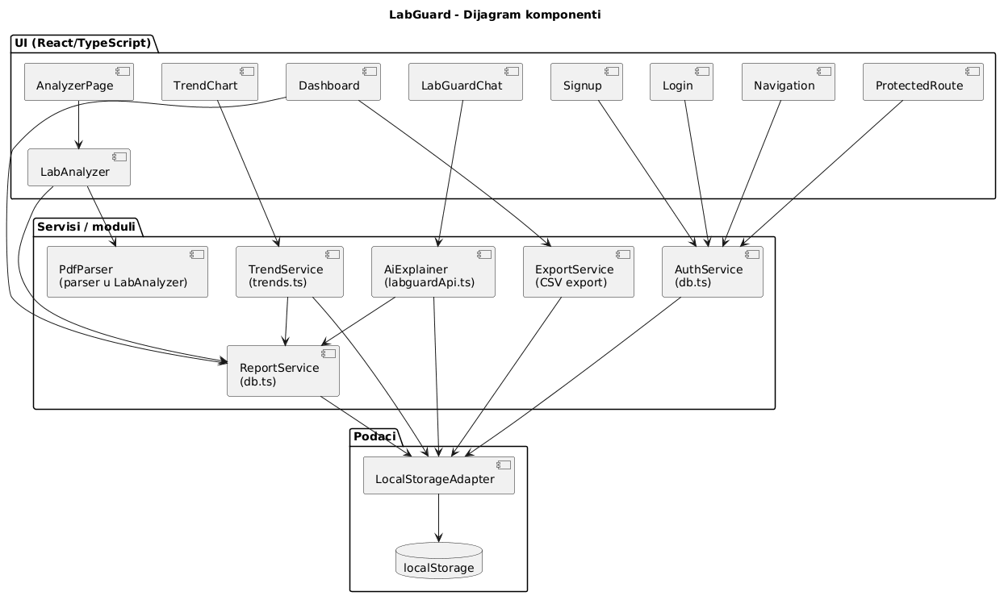 LabGuard - Dijagram komponenti
UI (React/TypeScript)
AnalyzerPage
TrendChart
Dashboard
LabGuardChat
Signup
Login
Navigation
ProtectedRoute
LabAnalyzer
Servisi / moduli
PdfParser
(parser u LabAnalyzer)
TrendService
(trends.ts)
AiExplainer
(labguardApi.ts)
ExportService
(CSV export)
AuthService
(db.ts)
ReportService
(db.ts)
Podaci
LocalStorageAdapter
localStorage